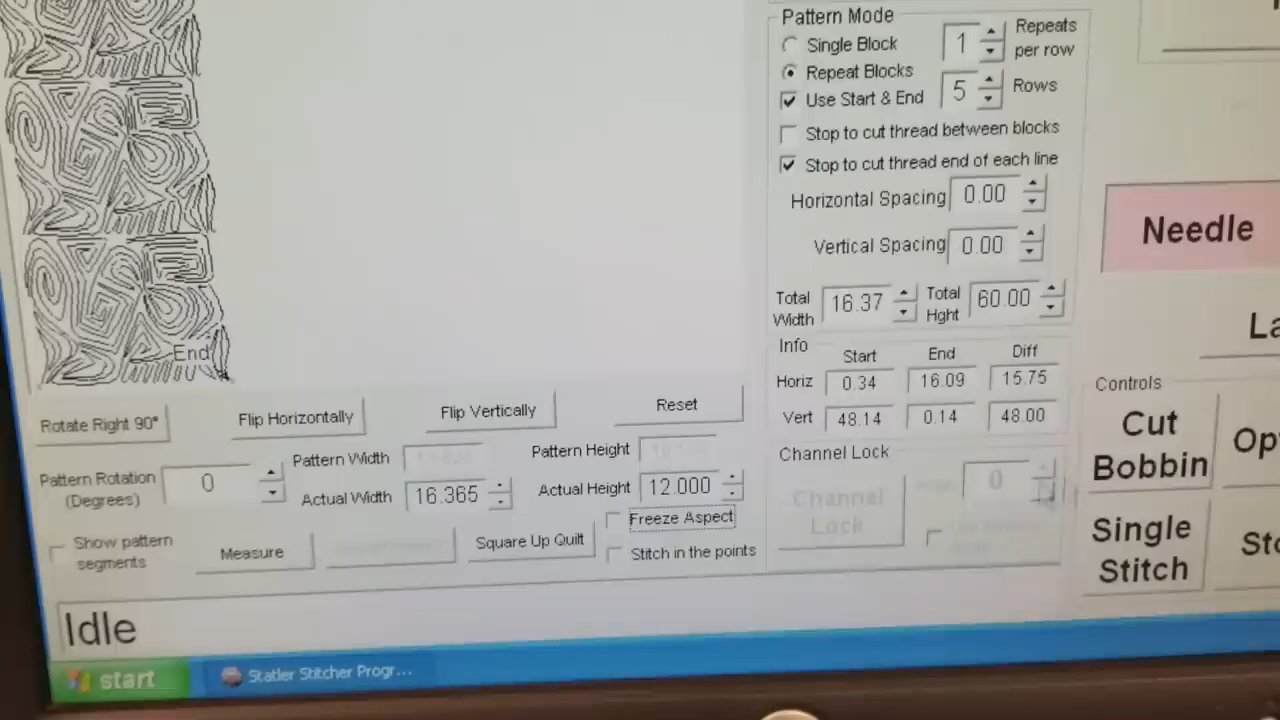 Pattern Mode
Single Block
1
Repeats per row
Repeat Blocks
Use Start & End
5
Rows
Stop to cut thread between blocks
Stop to cut thread end of each line
Horizontal Spacing 0.00
Vertical Spacing 0.00
Total Width 16.37 Total Hght 60.00
Info
Start End Diff
Horiz 0.34 16.09 15.75
Vert 48.14 0.14 48.00
Channel Lock
Channel Lock
0
Needle
Controls
Cut Bobbin
Single Stitch
End
Rotate Right 90°
Flip Horizontally
Flip Vertically
Reset
Pattern Rotation (Degrees) 0
Pattern Width
Pattern Height
Actual Width 16.365
Actual Height 12.000
Freeze Aspect
Show pattern segments
Measure
Square Up Quilt
Stitch in the points
Idle
start
Statler Stitcher Progr...